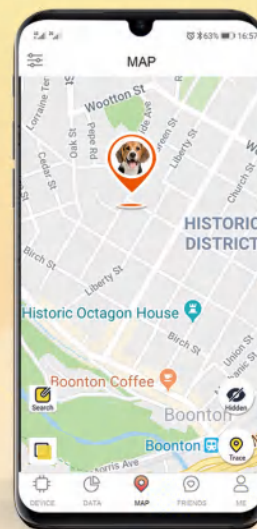 63% 16:57
MAP
Wootton St
Lorraine Ter
Pepe Rd
Oak St
Green St
Liberty St
Cedar St
Church St
HISTORIC
DISTRICT
Birch St
Liberty St
Historic Octagon House
Birch St
Union St
Boonton Coffee
Search
Hidden
Boonton
Boonton
Trace
Morris Ave
DEVICE DATA MAP FRIENDS ME